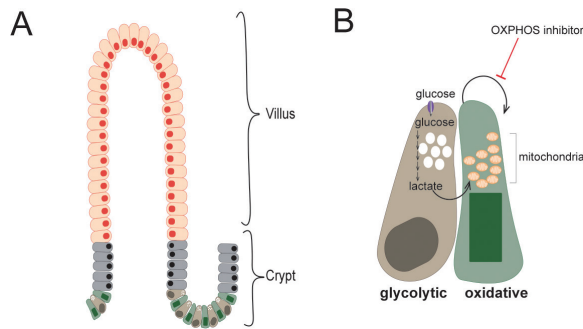 A
Villus
Crypt
B
OXPHOS inhibitor
glucose
glucose
lactate
mitochondria
glycolytic
oxidative